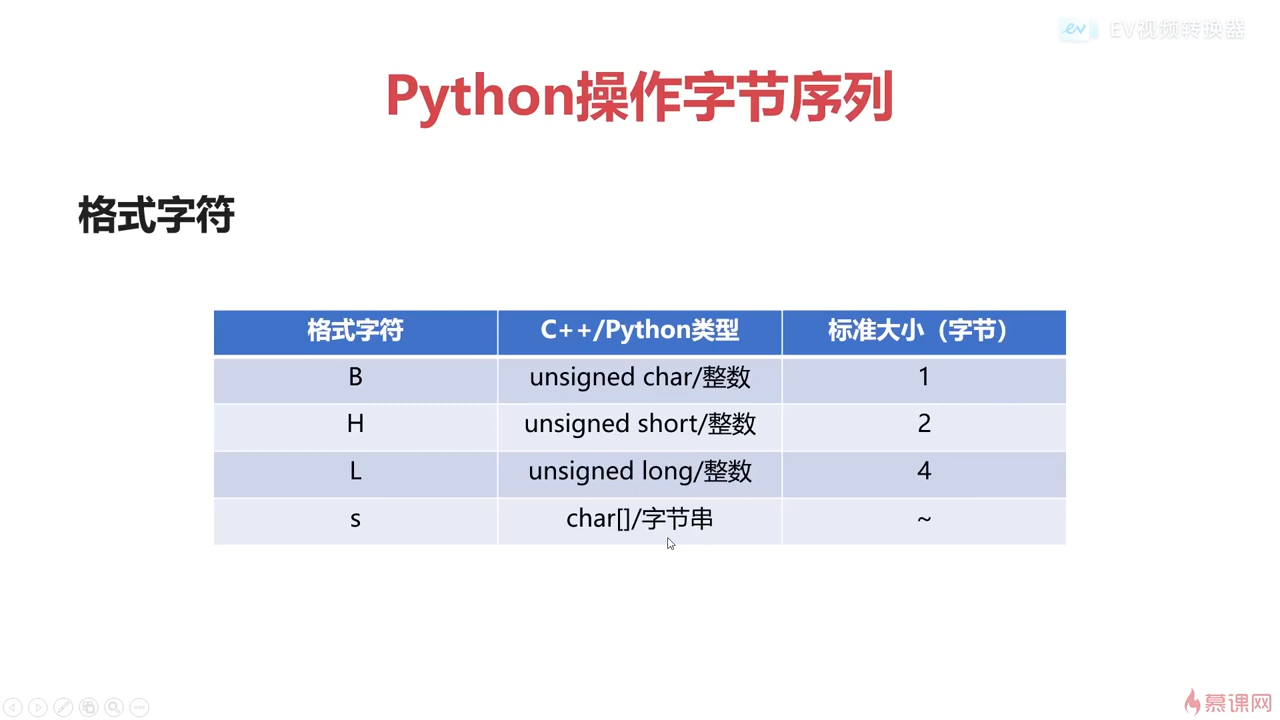 EV视频转换器
Python操作字节序列
格式字符
格式字符 C++/Python类型 标准大小（字节）
B unsigned char/整数 1
H unsigned short/整数 2
L unsigned long/整数 4
s char[]/字节串 ~
慕课网